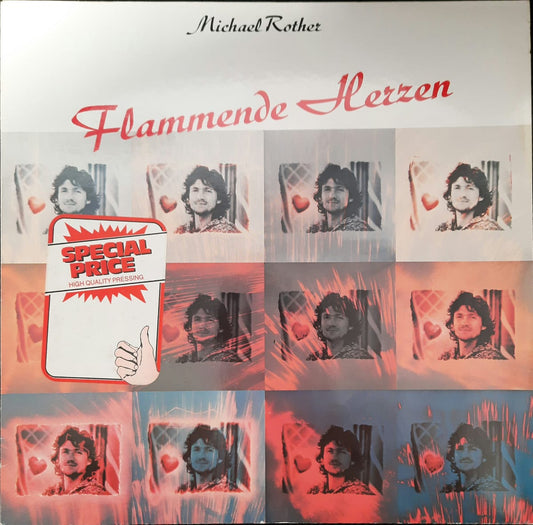 Michael Rother
Flammende Herzen
SPECIAL
PRICE
HIGH QUALITY PRESSING